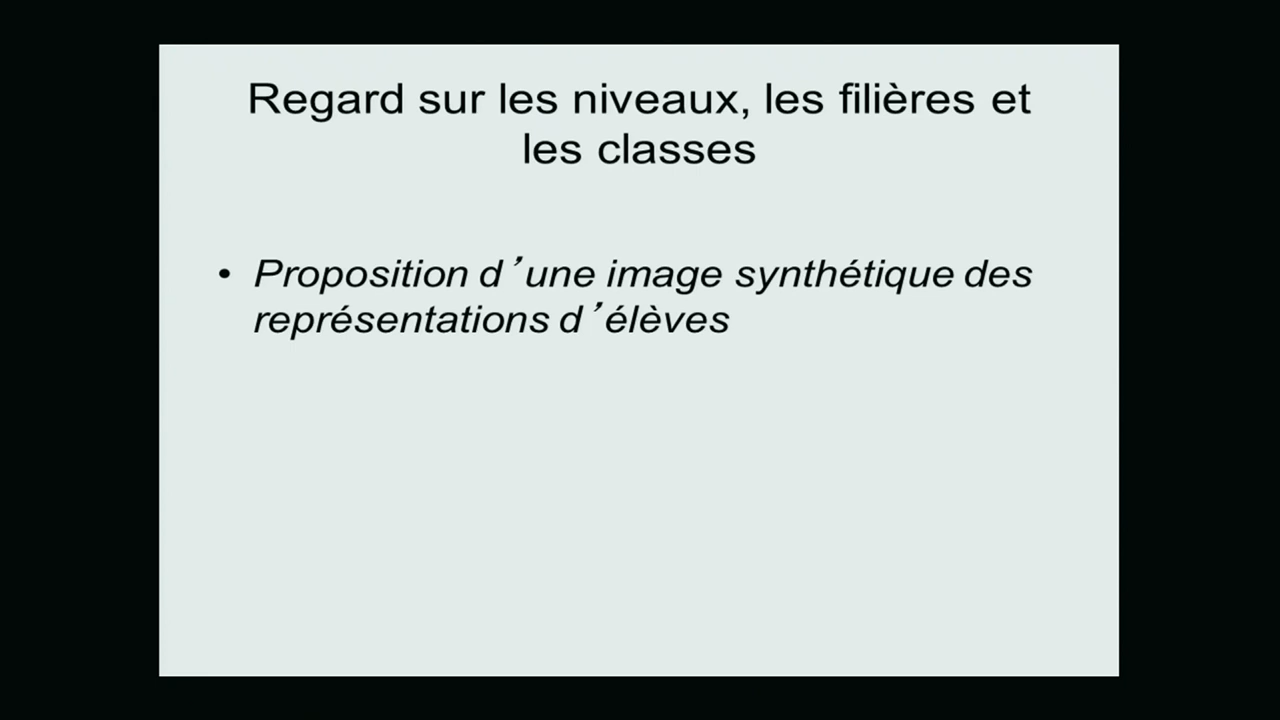 Regard sur les niveaux, les filières et
les classes
• Proposition d’une image synthétique des
représentations d’élèves